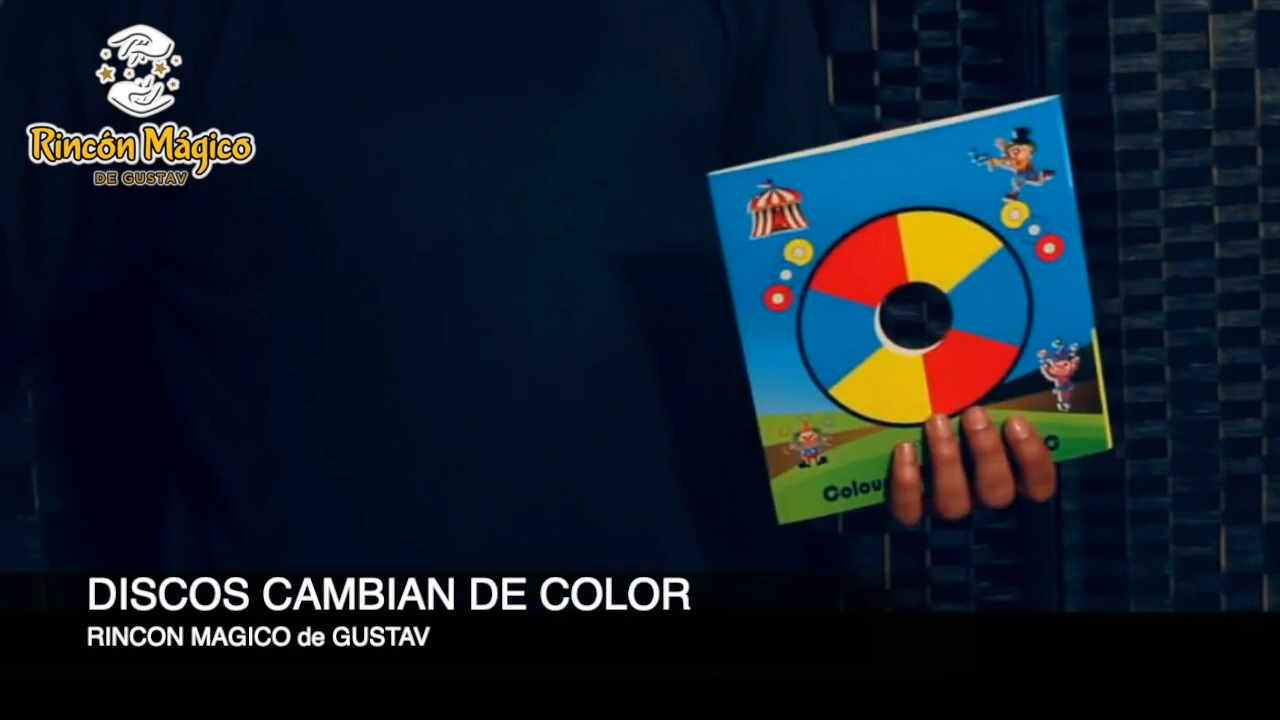 Rincón Mágico
DE GUSTAV
DISCOS CAMBIAN DE COLOR
RINCON MAGICO de GUSTAV